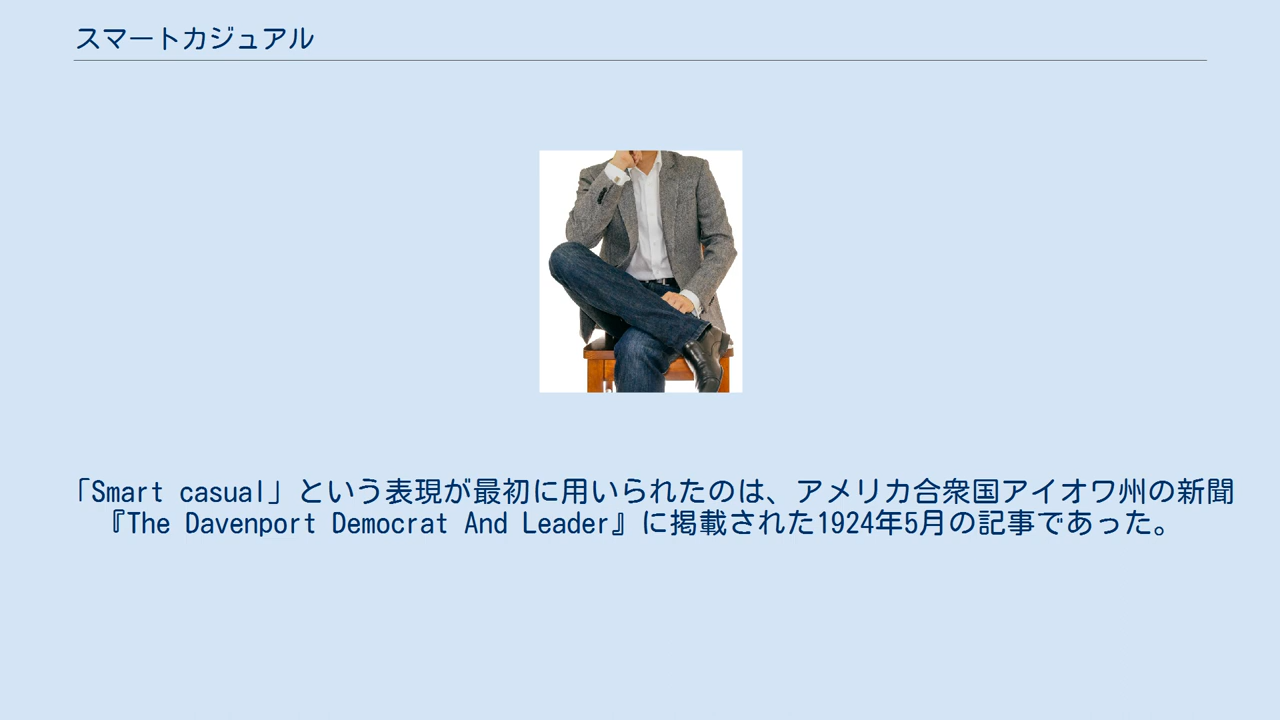 スマートカジュアル
「Smart casual」という表現が最初に用いられたのは、アメリカ合衆国アイオワ州の新聞
『The Davenport Democrat And Leader』に掲載された1924年5月の記事であった。